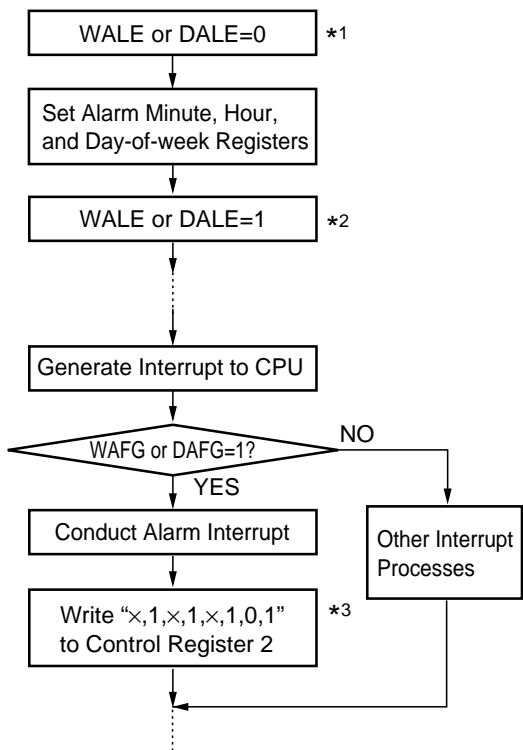 WALE or DALE=0 *1
Set Alarm Minute, Hour,
and Day-of-week Registers
WALE or DALE=1 *2
Generate Interrupt to CPU
WAFG or DAFG=1?
NO
YES
Conduct Alarm Interrupt
Other Interrupt
Processes
Write “×,1,×,1,×,1,0,1” *3
to Control Register 2